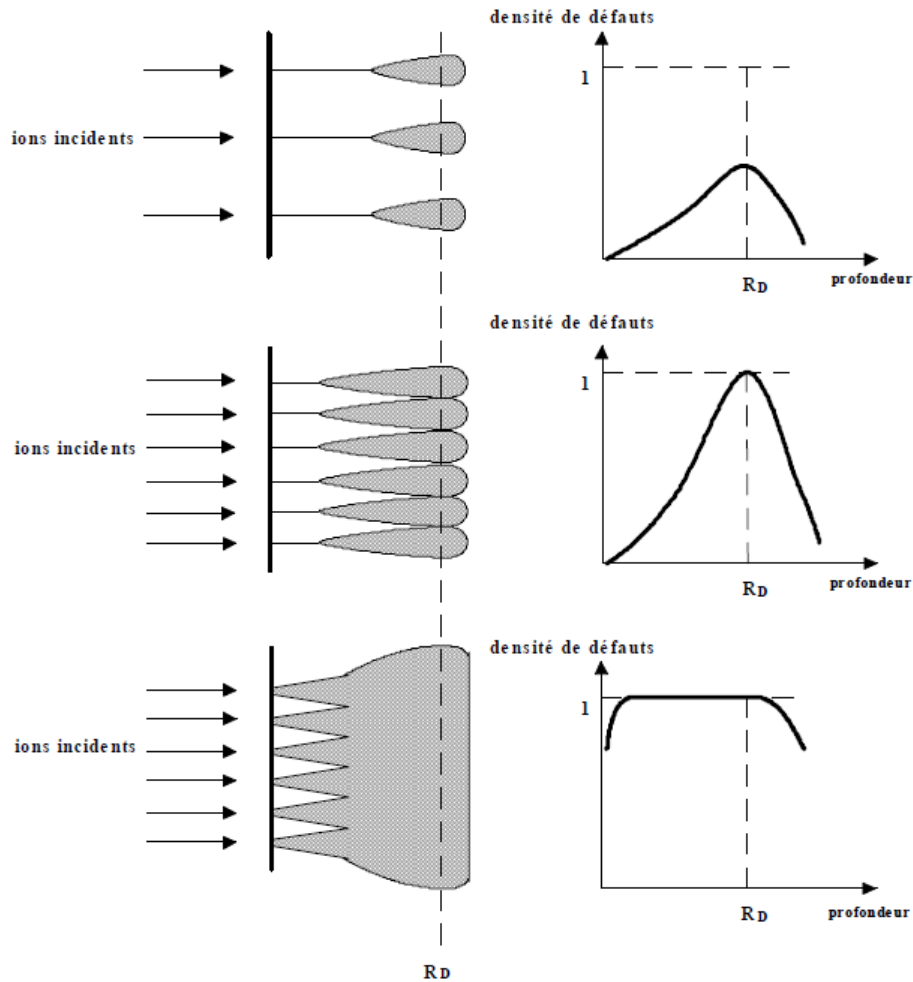 densité de défauts
1
ions incidents
RD
profondeur
densité de défauts
1
ions incidents
RD
profondeur
densité de défauts
1
ions incidents
RD
profondeur
RD